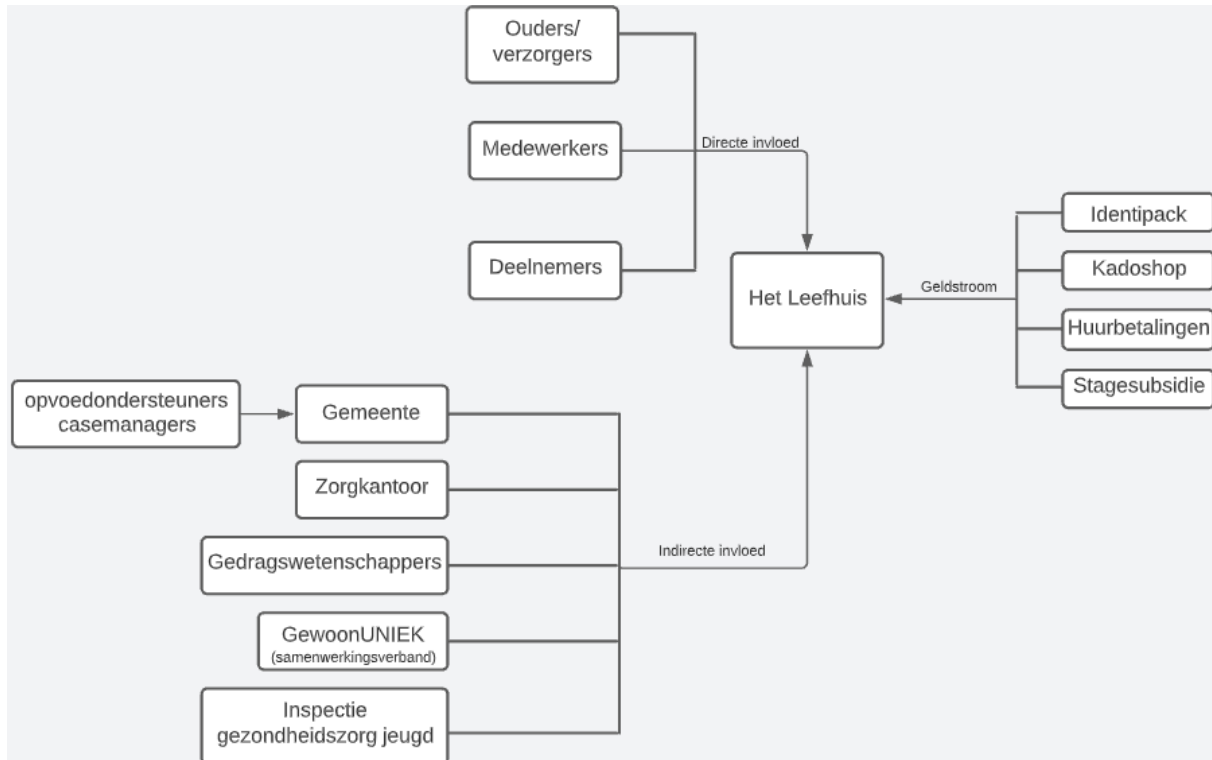 Ouders/
verzorgers
Medewerkers
Directe invloed
Deelnemers
Het Leefhuis
Geldstroom
Identipack
Kadoshop
Huurbetalingen
Stagesubsidie
opvoedondersteuners
casemanagers
Gemeente
Zorgkantoor
Gedragswetenschappers
Indirecte invloed
GewoonUNIEK
(samenwerkingsverband)
Inspectie
gezondheidszorg jeugd